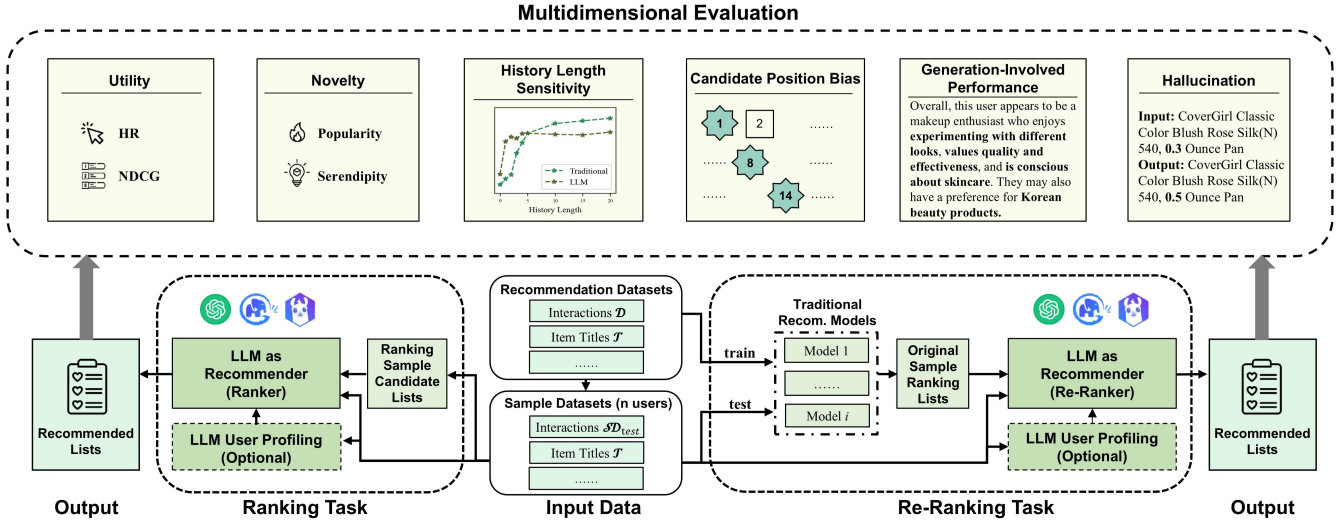 Multidimensional Evaluation
Utility
HR
NDCG
Novelty
Popularity
Serendipity
History Length
Sensitivity
Traditional
LLM
0
5
10
15
20
History Length
Candidate Position Bias
1
2
......
......
8
......
14
......
Generation-Involved
Performance
Overall, this user appears to be a
makeup enthusiast who enjoys
experimenting with different
looks, values quality and
effectiveness, and is conscious
about skincare. They may also
have a preference for Korean
beauty products.
Hallucination
Input: CoverGirl Classic
Color Blush Rose Silk(N)
540, 0.3 Ounce Pan
Output: CoverGirl Classic
Color Blush Rose Silk(N)
540, 0.5 Ounce Pan
Recommended
Lists
Output
LLM as
Recommender
(Ranker)
LLM User Profiling
(Optional)
Ranking
Sample
Candidate
Lists
Ranking Task
Recommendation Datasets
Interactions 𝓓
Item Titles 𝓣
......
Sample Datasets (n users)
Interactions 𝓢𝓓test
Item Titles 𝓣
......
Input Data
train
test
Traditional
Recom. Models
Model 1
......
Model i
Original
Sample
Ranking
Lists
LLM as
Recommender
(Re-Ranker)
LLM User Profiling
(Optional)
Re-Ranking Task
Recommended
Lists
Output